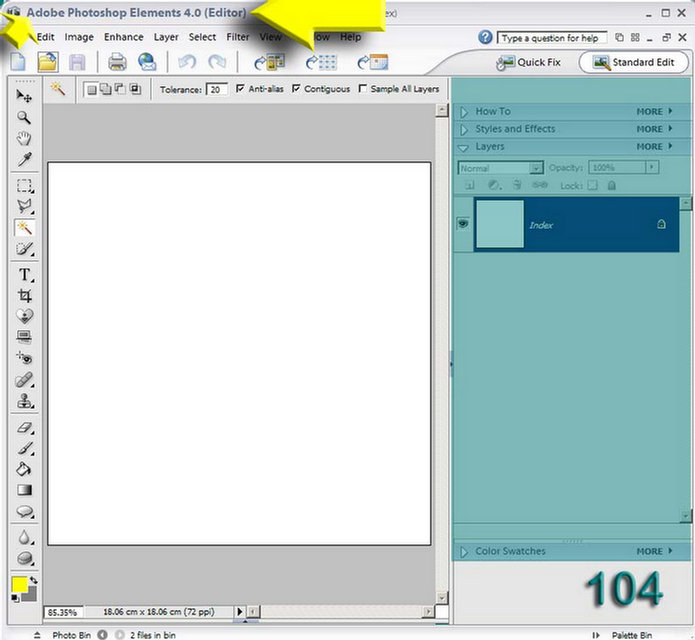 Adobe Photoshop Elements 4.0 (Editor) ex)
Edit Image Enhance Layer Select Filter View ow Help Type a question for help
Quick Fix Standard Edit
Tolerance: 20 Anti-alias Contiguous Sample All Layers
How To MORE
Styles and Effects MORE
Layers MORE
Normal Opacity: 100%
Lock:
Index
T
Color Swatches MORE
104
85.35% 18.06 cm x 18.06 cm (72 ppi)
Photo Bin 2 files in bin Palette Bin